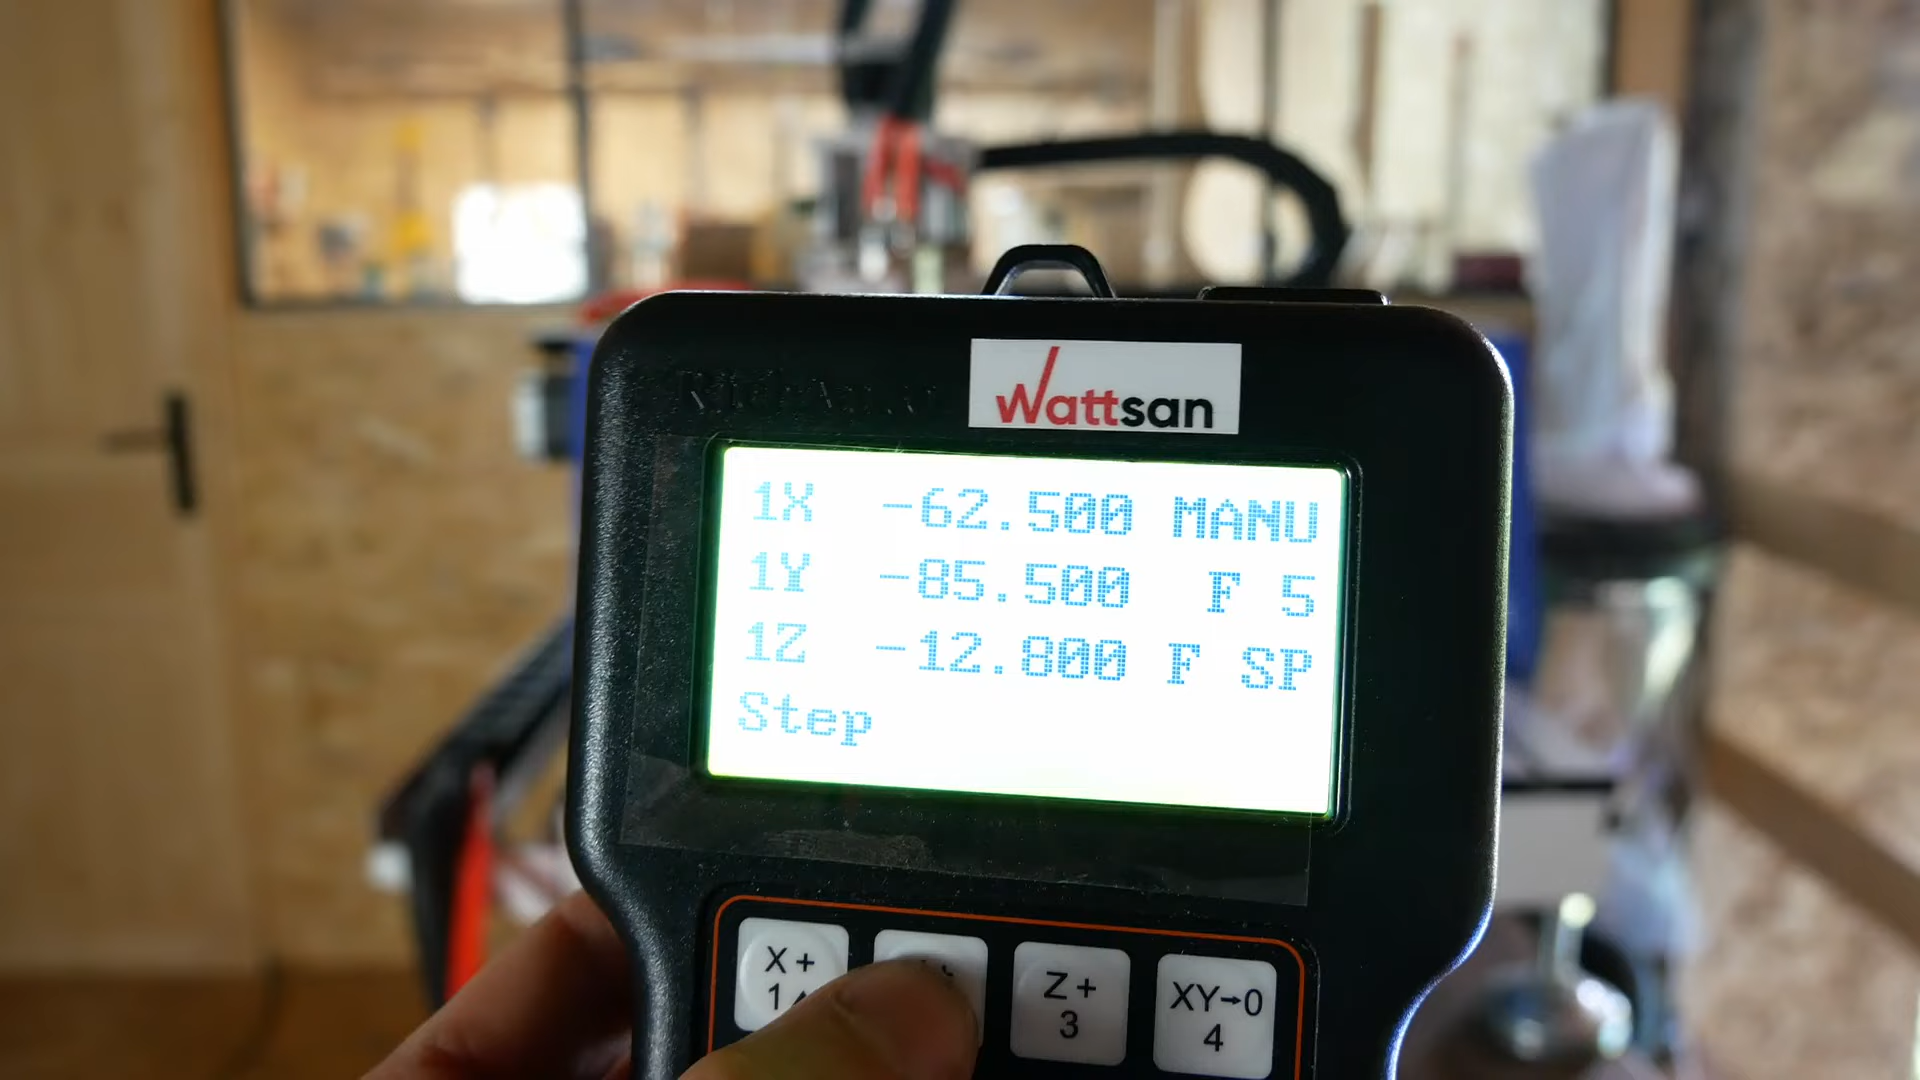 Wattsan
1X -62.500 MANU
1Y -85.500 F 5
1Z -12.800 F SP
Step
X+ Z+ XY→0
1 3 4